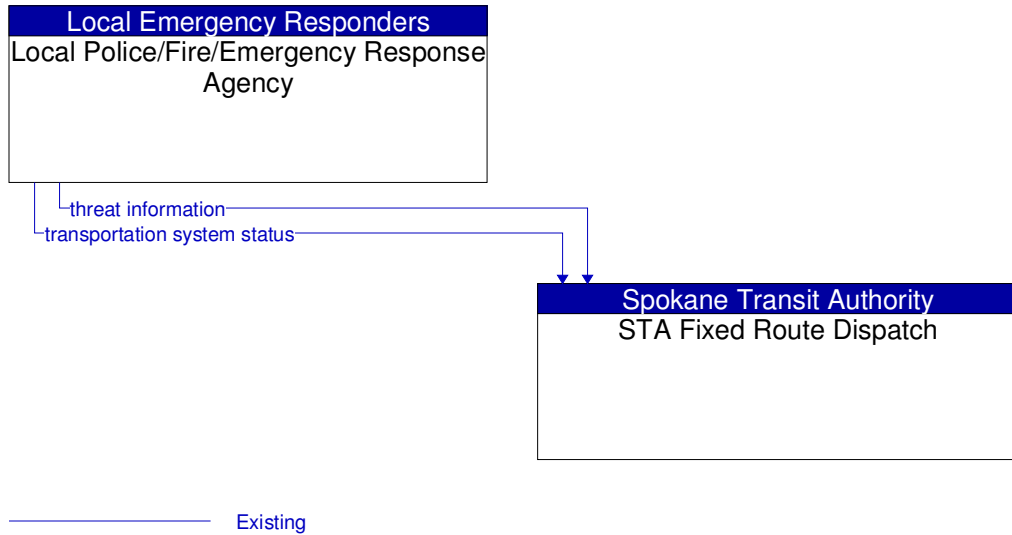 Local Emergency Responders
Local Police/Fire/Emergency Response
Agency
threat information
transportation system status
Spokane Transit Authority
STA Fixed Route Dispatch
Existing